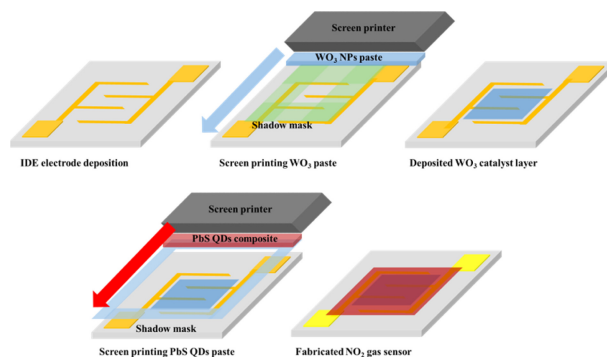 Screen printer
WO3 NPs paste
Shadow mask
IDE electrode deposition
Screen printing WO3 paste
Deposited WO3 catalyst layer
Screen printer
PbS QDs composite
Shadow mask
Screen printing PbS QDs paste
Fabricated NO2 gas sensor